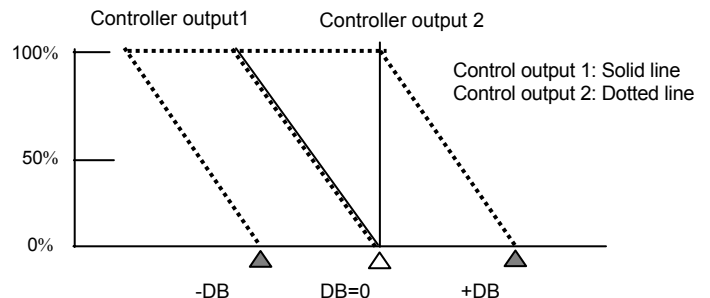 Controller output1
Controller output 2
100%
Control output 1: Solid line
Control output 2: Dotted line
50%
0%
-DB
DB=0
+DB